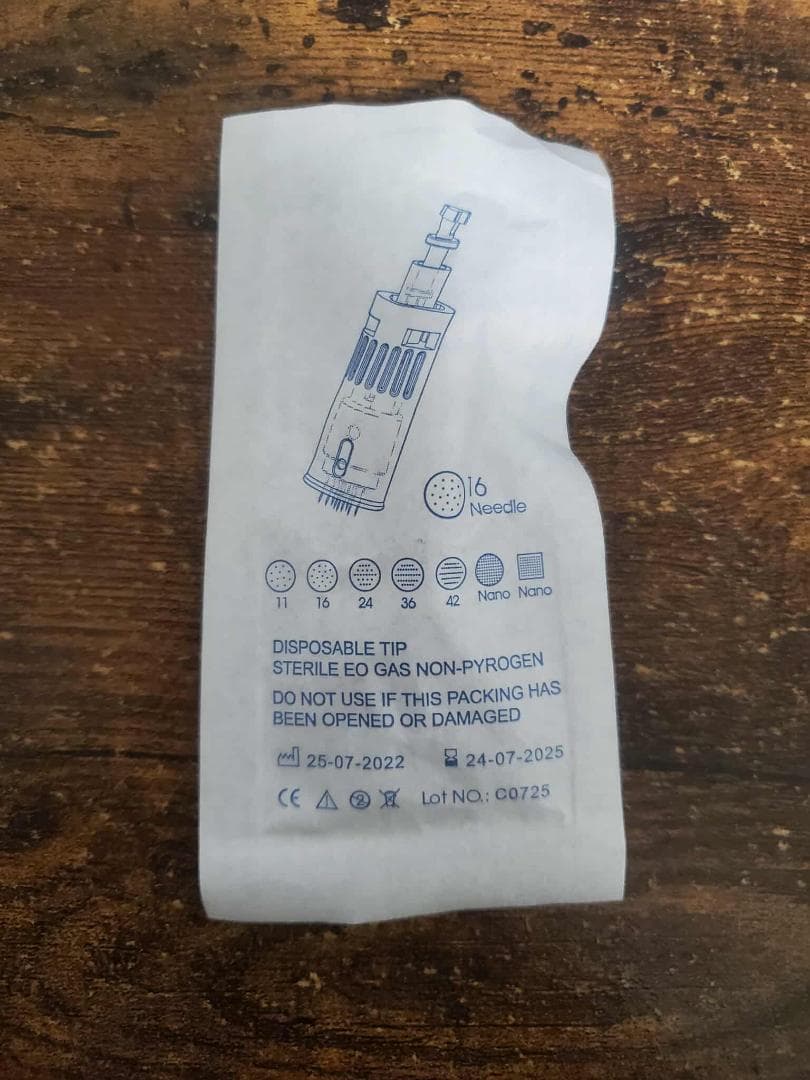 16
Needle
11 16 24 36 42 Nano Nano
DISPOSABLE TIP
STERILE EO GAS NON-PYROGEN
DO NOT USE IF THIS PACKING HAS
BEEN OPENED OR DAMAGED
25-07-2022 24-07-2025
CE 2 Lot NO.: C0725